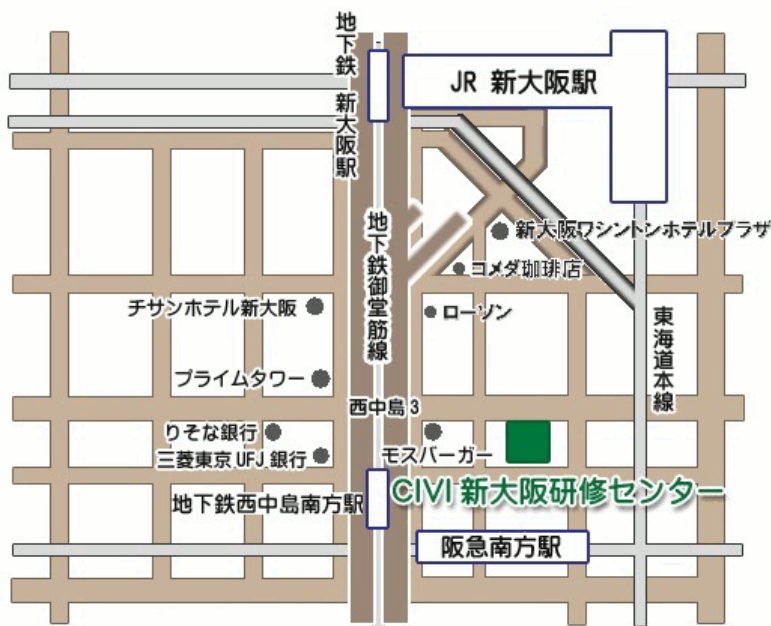 地下鉄 新大阪駅
JR 新大阪駅
地下鉄御堂筋線
新大阪ワシントンホテルプラザ
コメダ珈琲店
チサンホテル新大阪
ローソン
東海道本線
プライムタワー
西中島3
りそな銀行
モスバーガー
三菱東京UFJ銀行
CIVI 新大阪研修センター
地下鉄西中島南方駅
阪急南方駅